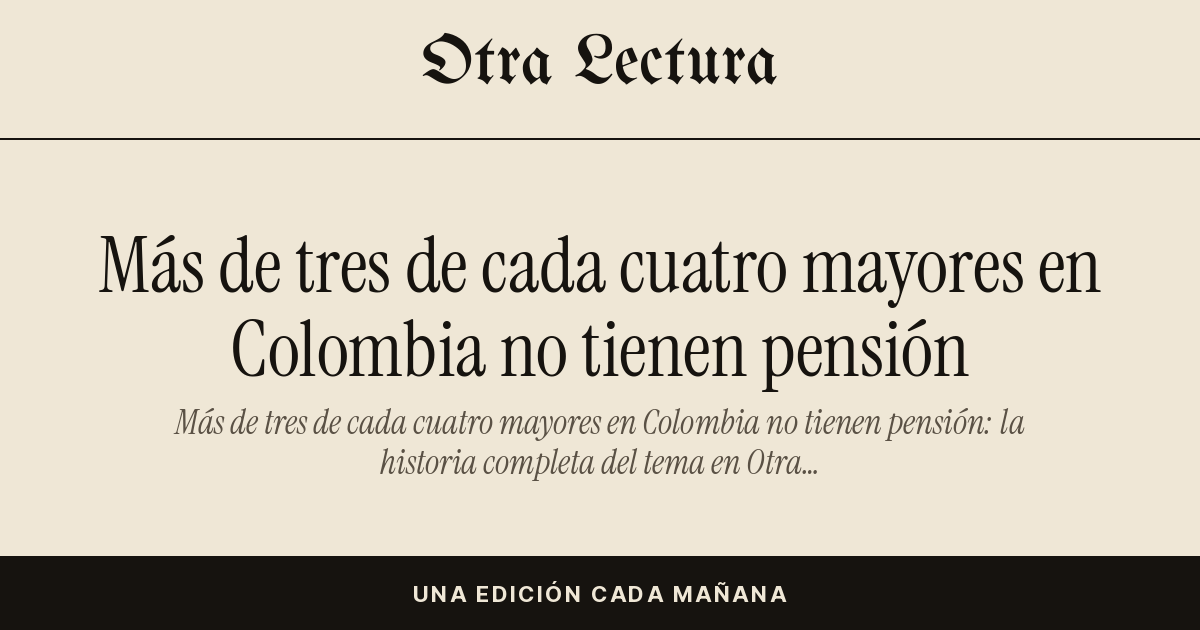 Otra Lectura
Más de tres de cada cuatro mayores en
Colombia no tienen pensión
Más de tres de cada cuatro mayores en Colombia no tienen pensión: la
historia completa del tema en Otra...
UNA EDICIÓN CADA MAÑANA